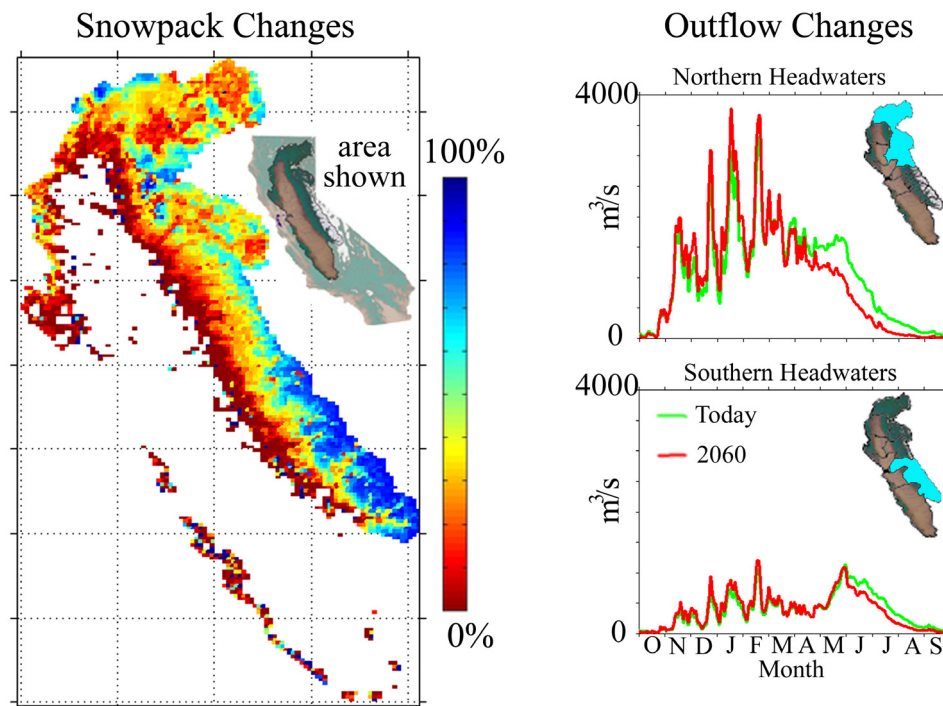 Snowpack Changes
area
shown
100%
0%
Outflow Changes
Northern Headwaters
4000
m³/s
0
Southern Headwaters
4000
Today
2060
m³/s
0
O N D J F M A M J J A S
Month